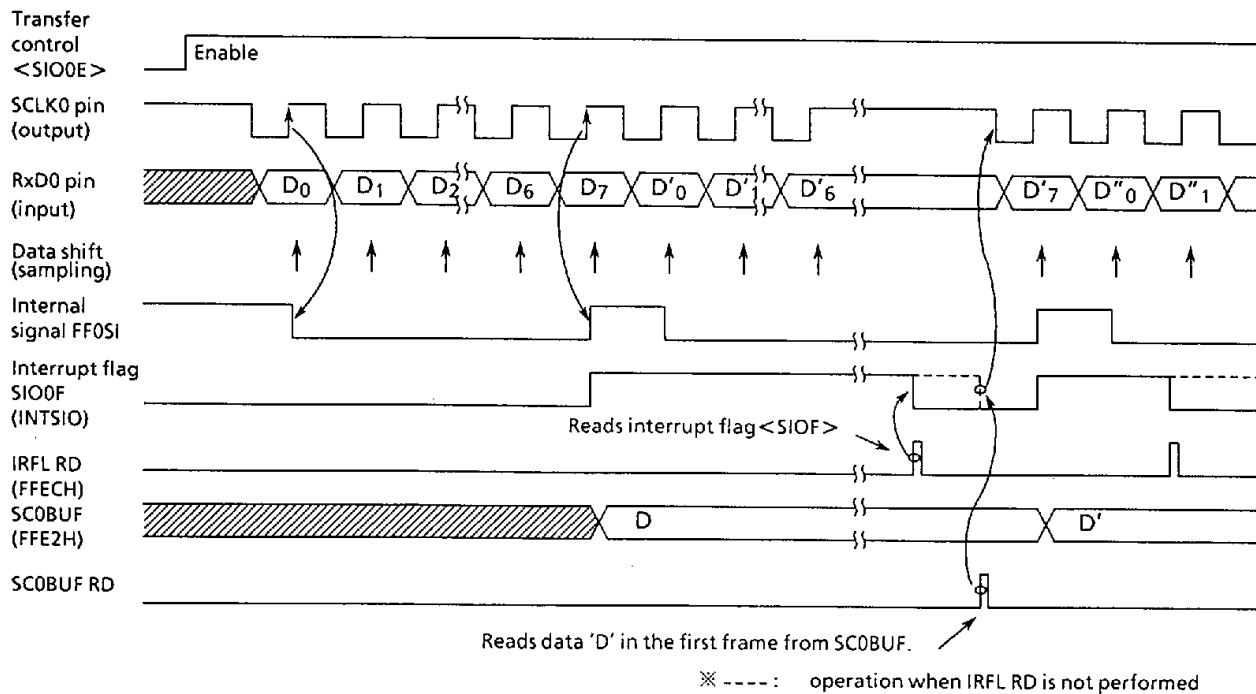 Transfer
control
<SIO0E>
Enable
SCLK0 pin
(output)
RxD0 pin
(input)
D0 D1 D2 D6 D7 D'0 D'1 D'6 D'7 D"0 D"1
Data shift
(sampling)
Internal
signal FF0SI
Interrupt flag
SIO0F
(INTSIO)
Reads interrupt flag <SIOF>
IRFL RD
(FFECH)
SC0BUF
(FFE2H)
D D'
SC0BUF RD
Reads data 'D' in the first frame from SC0BUF.
※ ----: operation when IRFL RD is not performed